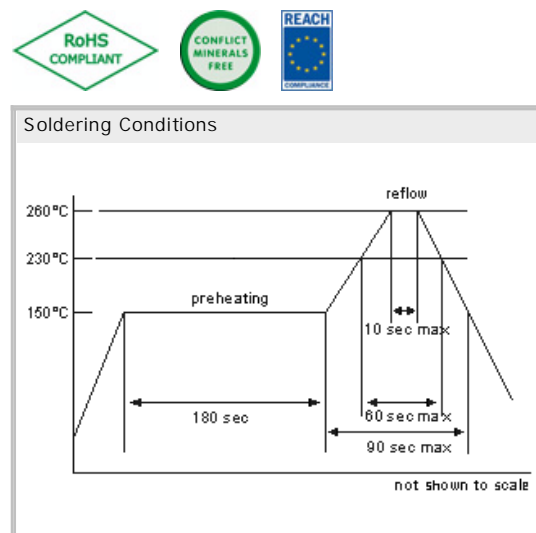 RoHS
COMPLIANT
CONFLICT
MINERALS
FREE
REACH
COMPLIANCE
Soldering Conditions
reflow
260°C
230°C
preheating
150°C
10 sec max
180 sec
60 sec max
90 sec max
not shown to scale